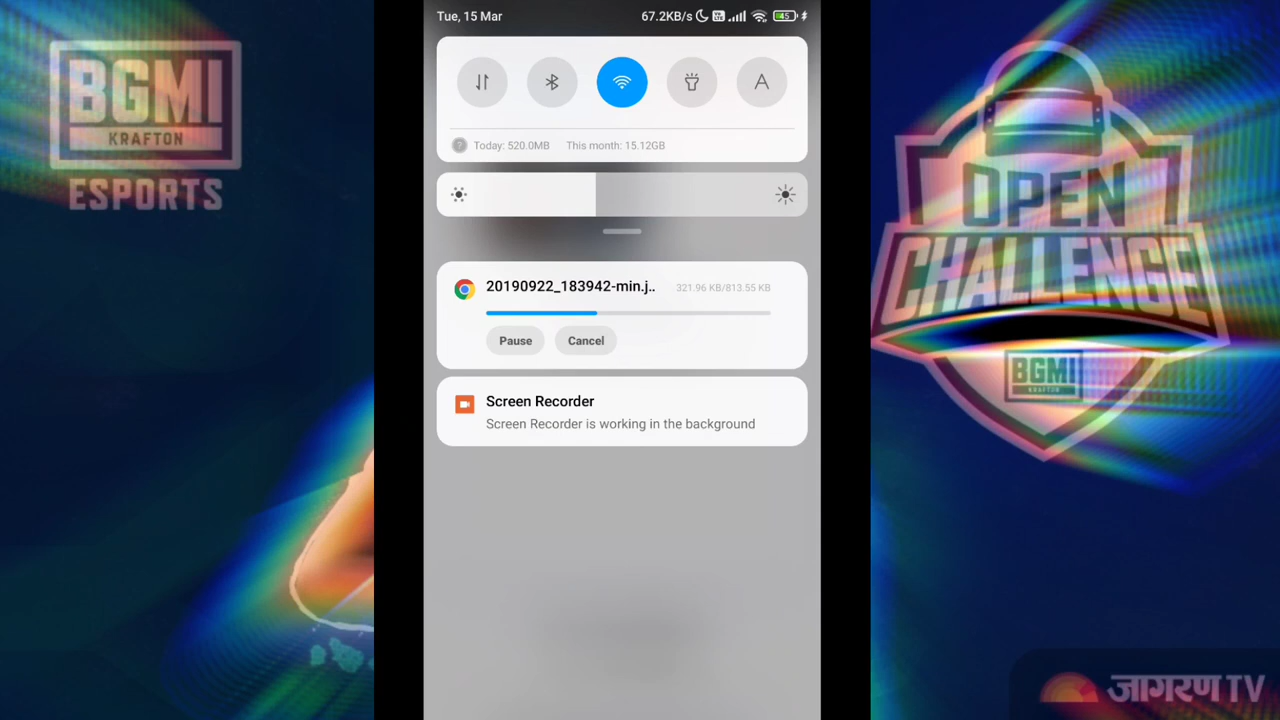 BGMI
KRAFTON
ESPORTS
Tue, 15 Mar
67.2KB/s
Vo
LTE
45
A
Today: 520.0MB This month: 15.12GB
20190922_183942-min.j.. 321.96 KB/813.55 KB
Pause Cancel
Screen Recorder
Screen Recorder is working in the background
OPEN
CHALLENGE
BGMI
KRAFTON
जागरण TV